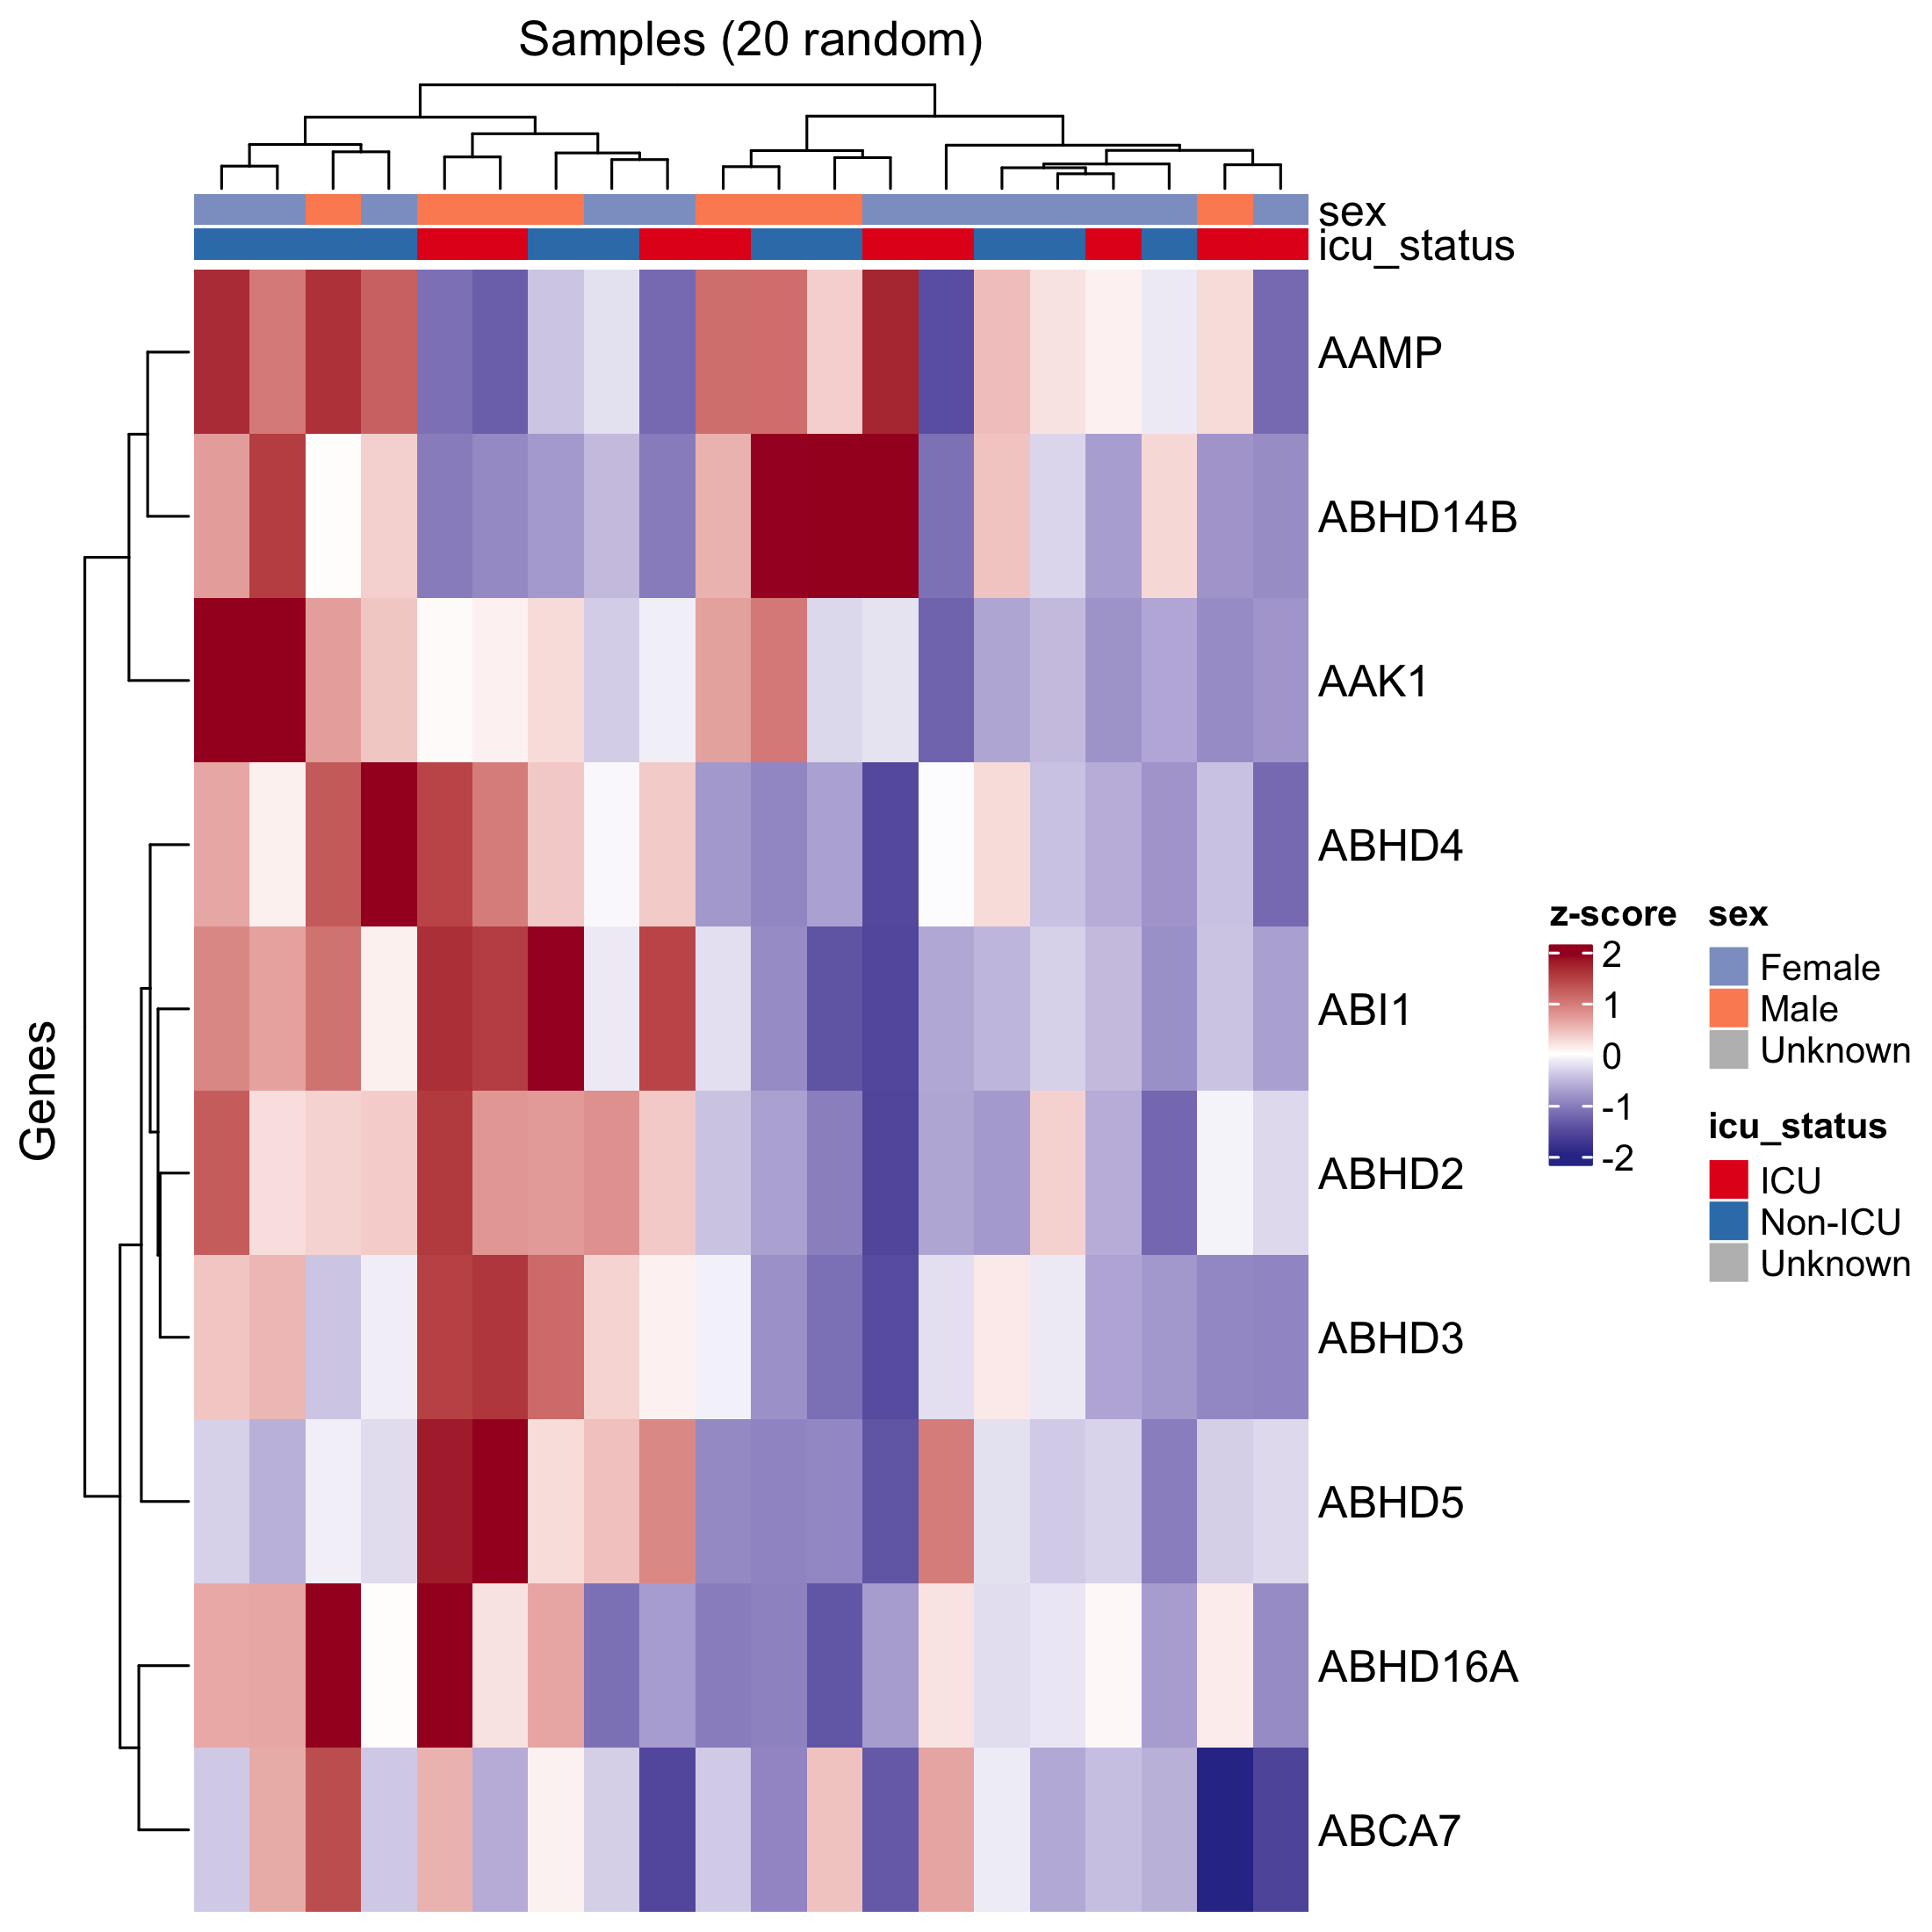 Samples (20 random)
sex
icu_status
AAMP
ABHD14B
AAK1
ABHD4
ABI1
ABHD2
ABHD3
ABHD5
ABHD16A
ABCA7
Genes
z-score
2
1
0
-1
-2
sex
Female
Male
Unknown
icu_status
ICU
Non-ICU
Unknown